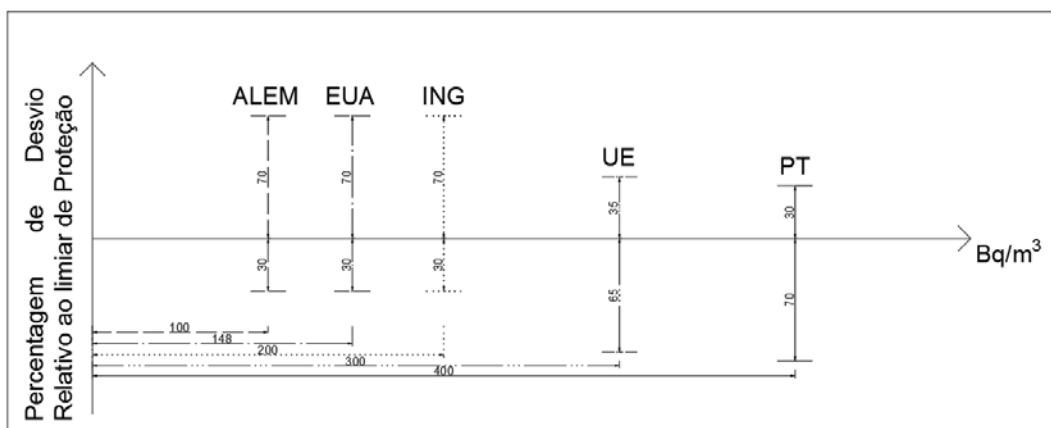 Percentagem de Desvio
Relativo ao limiar de Proteção
ALEM EUA ING
UE
PT
70 70 70
35
30
Bq/m³
30 30 30
65
70
100
148
200
300
400